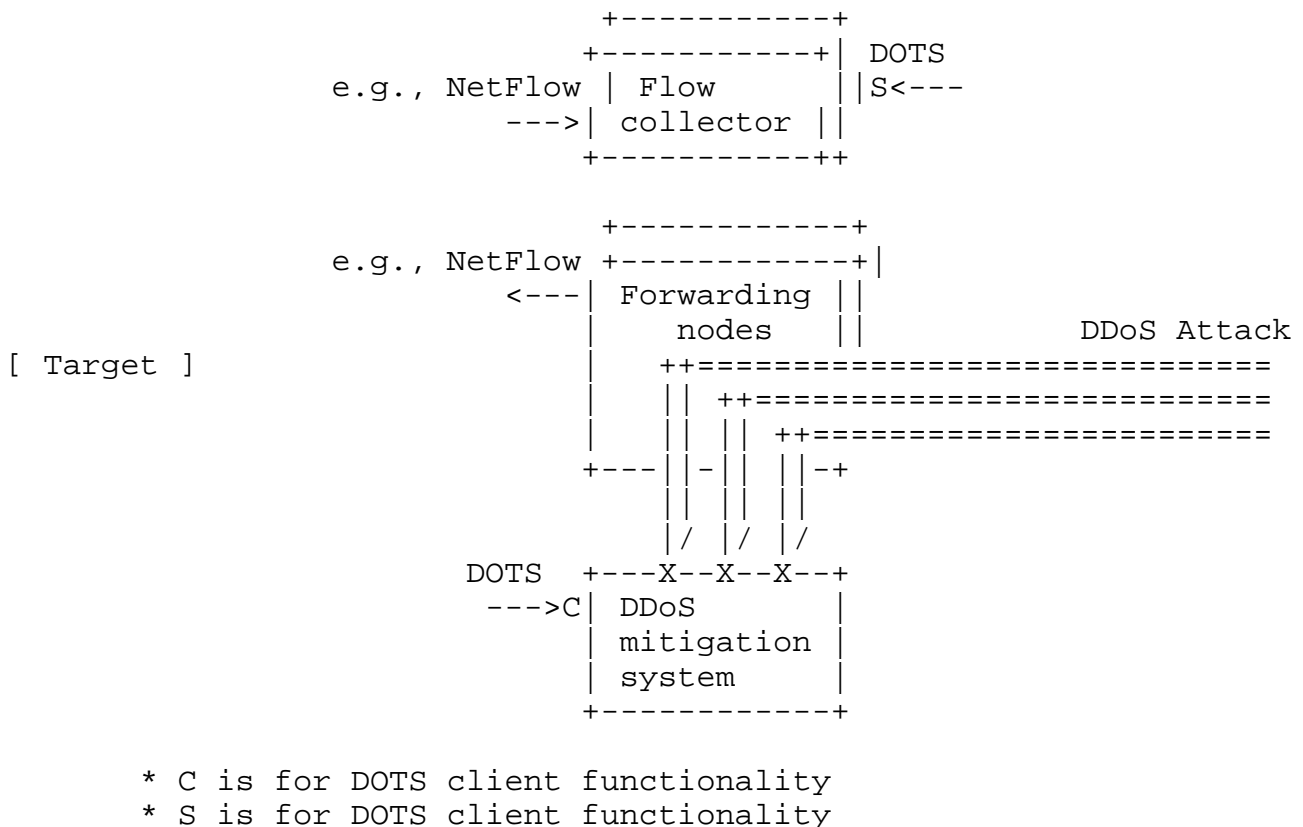 DOTS
e.g., NetFlow | Flow ||S<---
--->| collector ||
e.g., NetFlow
<---| Forwarding ||
nodes || DDoS Attack
[ Target ]
DOTS +---X--X--X--+
--->C| DDoS |
| mitigation |
| system |
* C is for DOTS client functionality
* S is for DOTS client functionality